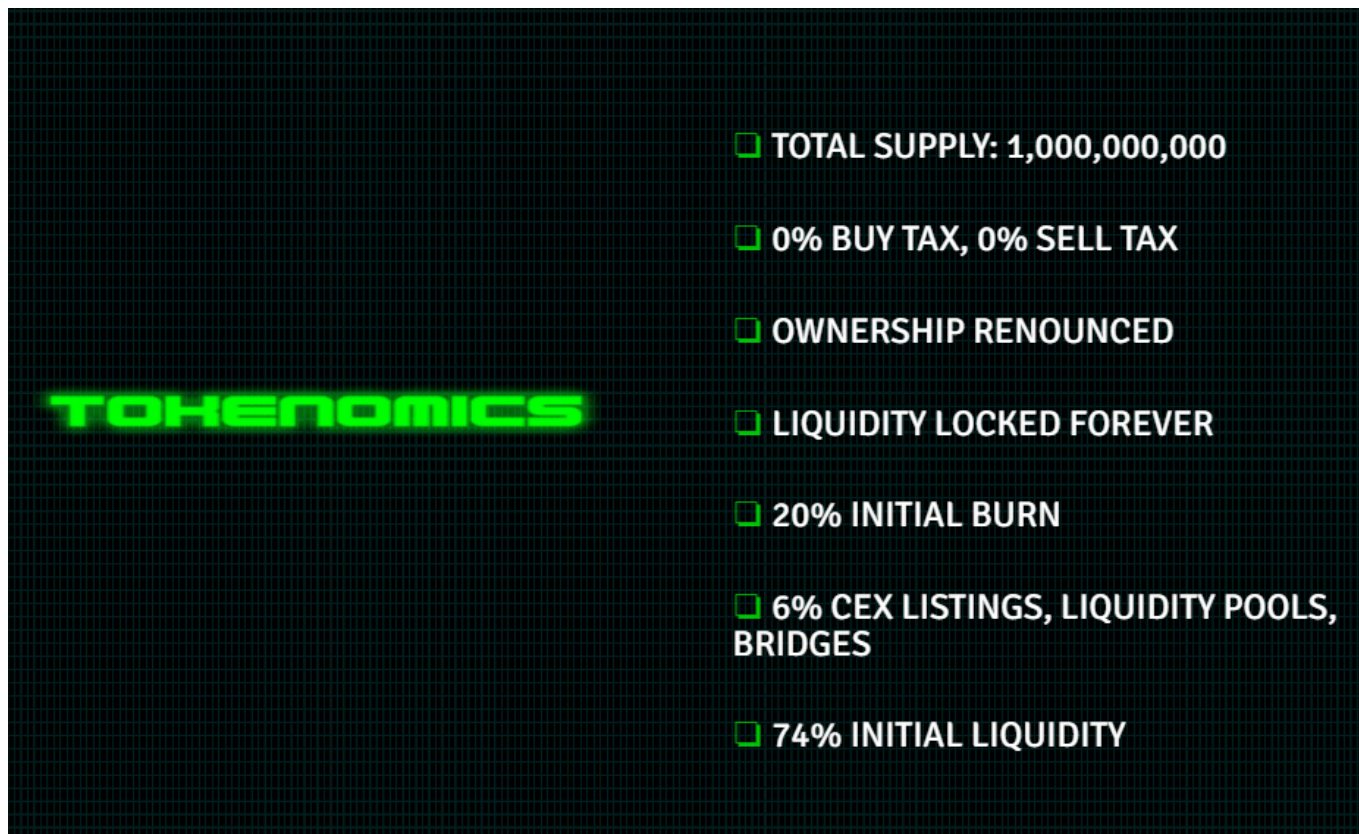 TOKENOMICS
❏ TOTAL SUPPLY: 1,000,000,000
❏ 0% BUY TAX, 0% SELL TAX
❏ OWNERSHIP RENOUNCED
❏ LIQUIDITY LOCKED FOREVER
❏ 20% INITIAL BURN
❏ 6% CEX LISTINGS, LIQUIDITY POOLS,
BRIDGES
❏ 74% INITIAL LIQUIDITY